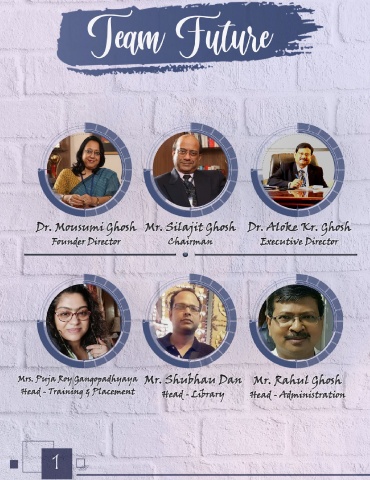 Team Future
Dr. Mousumi Ghosh Mr. Silajit Ghosh Dr. Aloke Kr. Ghosh
Founder Director Chairman Executive Director
Mrs. Puja Roy Gangopadhyaya Mr. Shubhau Dan Mr. Rahul Ghosh
Head - Training & Placement Head - Library Head - Administration
1